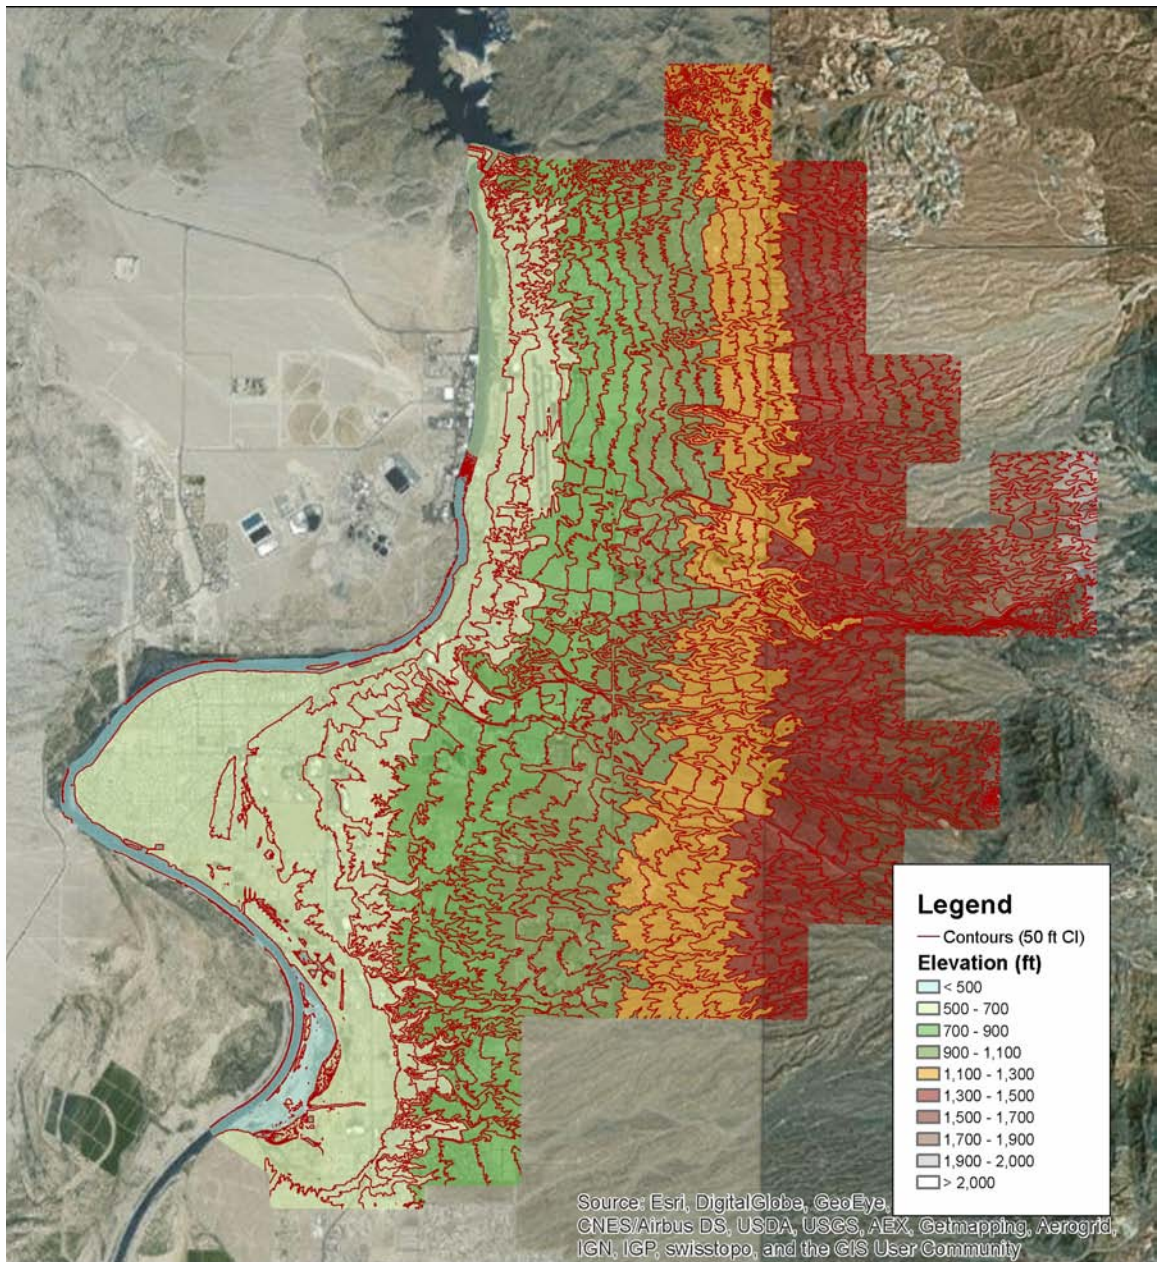 Legend
Contours (50 ft CI)
Elevation (ft)
< 500
500 - 700
700 - 900
900 - 1,100
1,100 - 1,300
1,300 - 1,500
1,500 - 1,700
1,700 - 1,900
1,900 - 2,000
> 2,000
Source: Esri, DigitalGlobe, GeoEye,
CNES/Airbus DS, USDA, USGS, AEX, Getmapping, Aerogrid,
IGN, IGP, swisstopo, and the GIS User Community